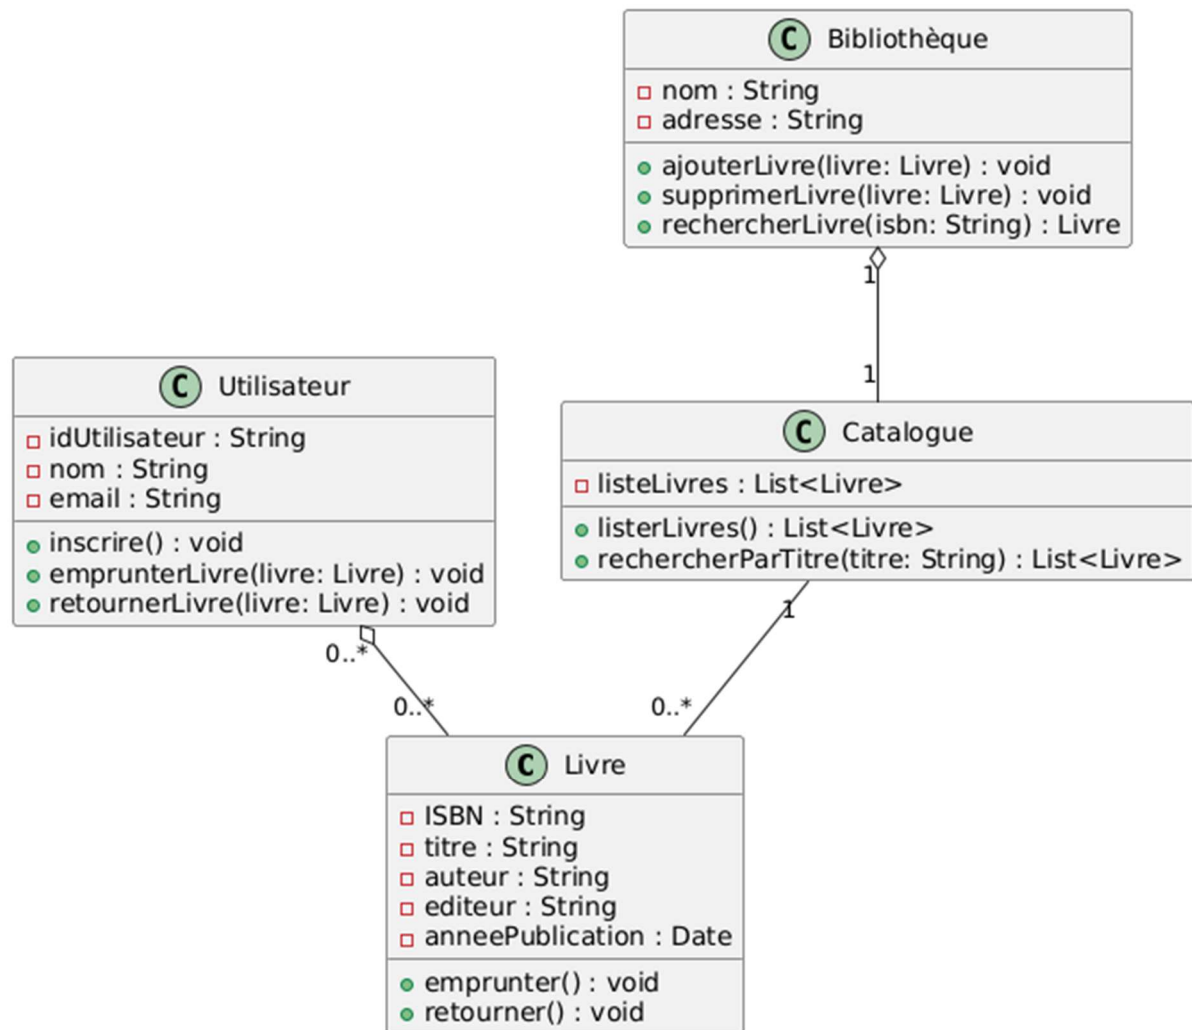 C Bibliothèque
nom : String
adresse : String
ajouterLivre(livre: Livre) : void
supprimerLivre(livre: Livre) : void
rechercherLivre(isbn: String) : Livre
1
1
C Utilisateur
idUtilisateur : String
nom : String
email : String
inscrire() : void
emprunterLivre(livre: Livre) : void
retournerLivre(livre: Livre) : void
C Catalogue
listeLivres : List<Livre>
listerLivres() : List<Livre>
rechercherParTitre(titre: String) : List<Livre>
0..*
1
0..*
0..*
C Livre
ISBN : String
titre : String
auteur : String
editeur : String
anneePublication : Date
emprunter() : void
retourner() : void